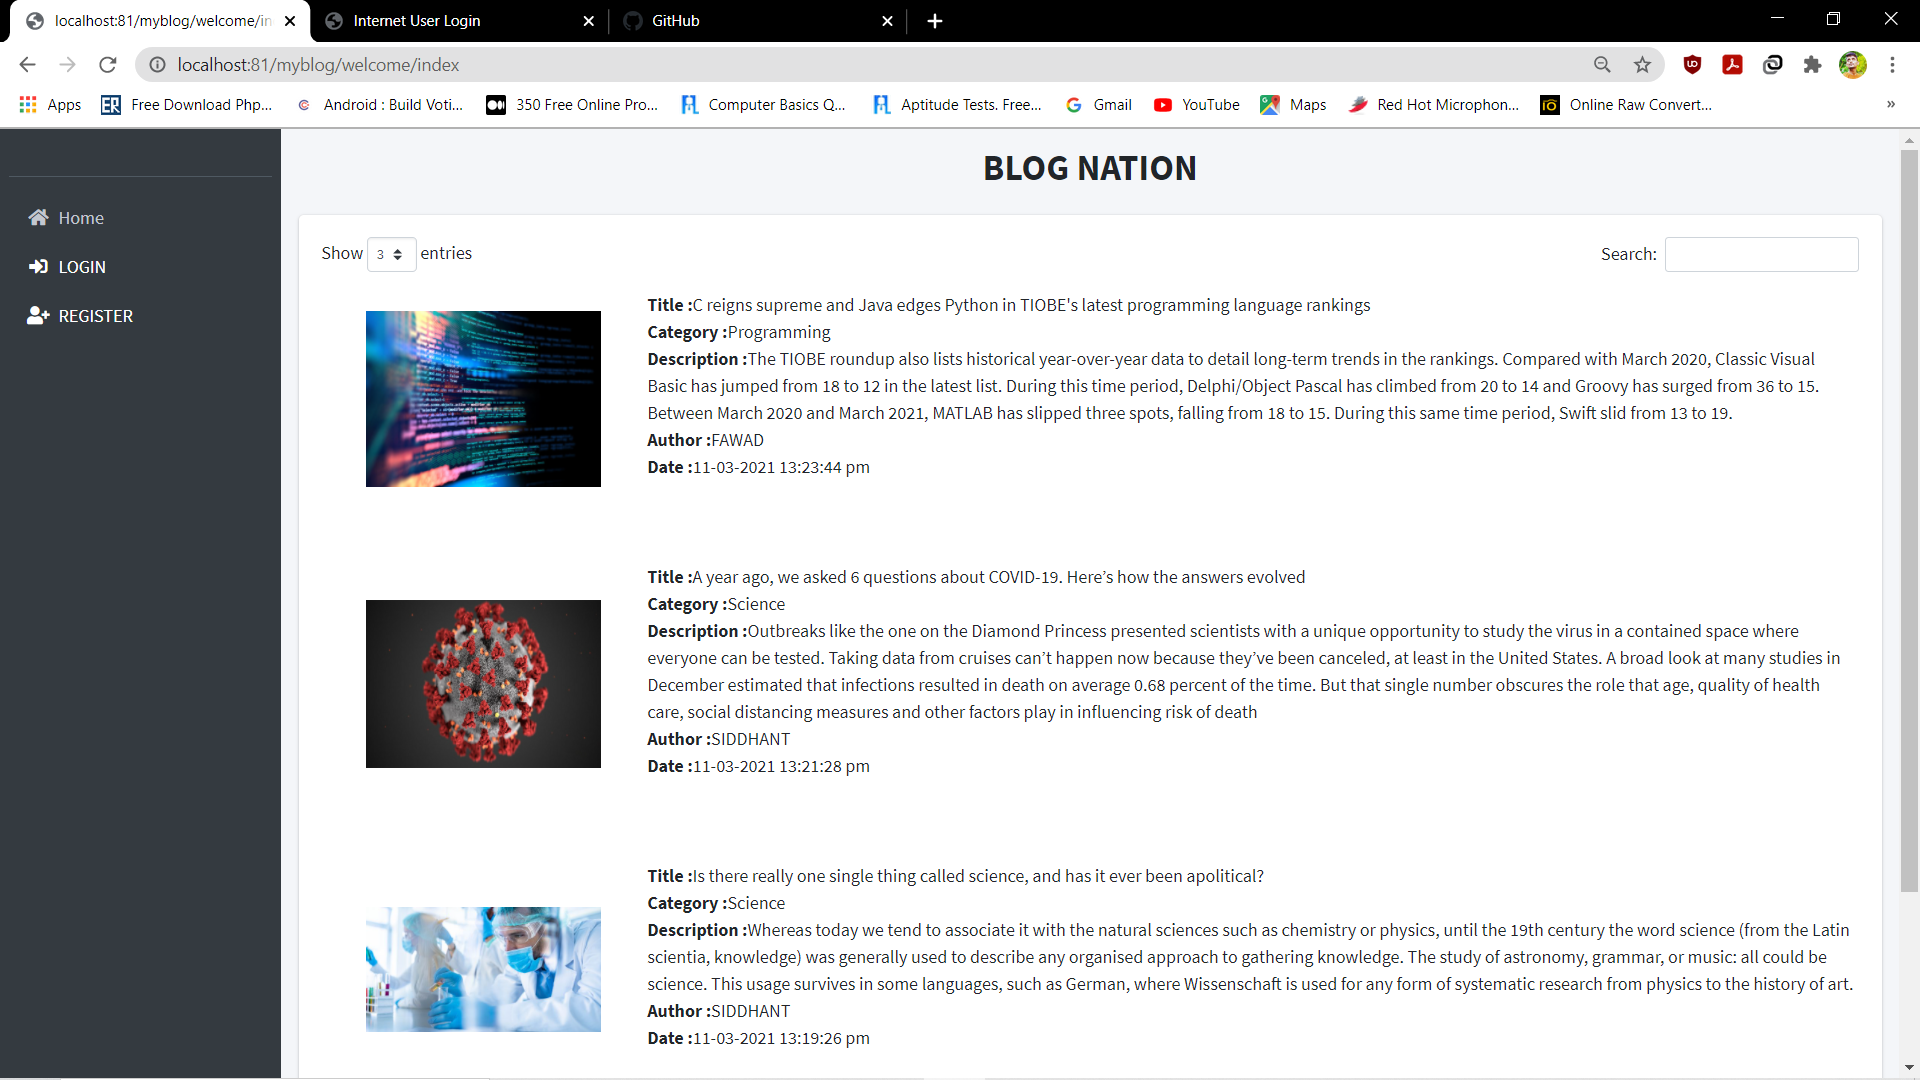 localhost:81/myblog/welcome/in
Internet User Login
GitHub
localhost:81/myblog/welcome/index
Apps
Free Download Php...
Android : Build Voti...
350 Free Online Pro...
Computer Basics Q...
Aptitude Tests. Free...
Gmail
YouTube
Maps
Red Hot Microphon...
Online Raw Convert...
»
Home
LOGIN
REGISTER
BLOG NATION
Show 3 entries
Search:
Title :C reigns supreme and Java edges Python in TIOBE's latest programming language rankings
Category :Programming
Description :The TIOBE roundup also lists historical year-over-year data to detail long-term trends in the rankings. Compared with March 2020, Classic Visual
Basic has jumped from 18 to 12 in the latest list. During this time period, Delphi/Object Pascal has climbed from 20 to 14 and Groovy has surged from 36 to 15.
Between March 2020 and March 2021, MATLAB has slipped three spots, falling from 18 to 15. During this same time period, Swift slid from 13 to 19.
Author :FAWAD
Date :11-03-2021 13:23:44 pm
Title :A year ago, we asked 6 questions about COVID-19. Here’s how the answers evolved
Category :Science
Description :Outbreaks like the one on the Diamond Princess presented scientists with a unique opportunity to study the virus in a contained space where
everyone can be tested. Taking data from cruises can’t happen now because they’ve been canceled, at least in the United States. A broad look at many studies in
December estimated that infections resulted in death on average 0.68 percent of the time. But that single number obscures the role that age, quality of health
care, social distancing measures and other factors play in influencing risk of death
Author :SIDDHANT
Date :11-03-2021 13:21:28 pm
Title :Is there really one single thing called science, and has it ever been apolitical?
Category :Science
Description :Whereas today we tend to associate it with the natural sciences such as chemistry or physics, until the 19th century the word science (from the Latin
scientia, knowledge) was generally used to describe any organised approach to gathering knowledge. The study of astronomy, grammar, or music: all could be
science. This usage survives in some languages, such as German, where Wissenschaft is used for any form of systematic research from physics to the history of art.
Author :SIDDHANT
Date :11-03-2021 13:19:26 pm